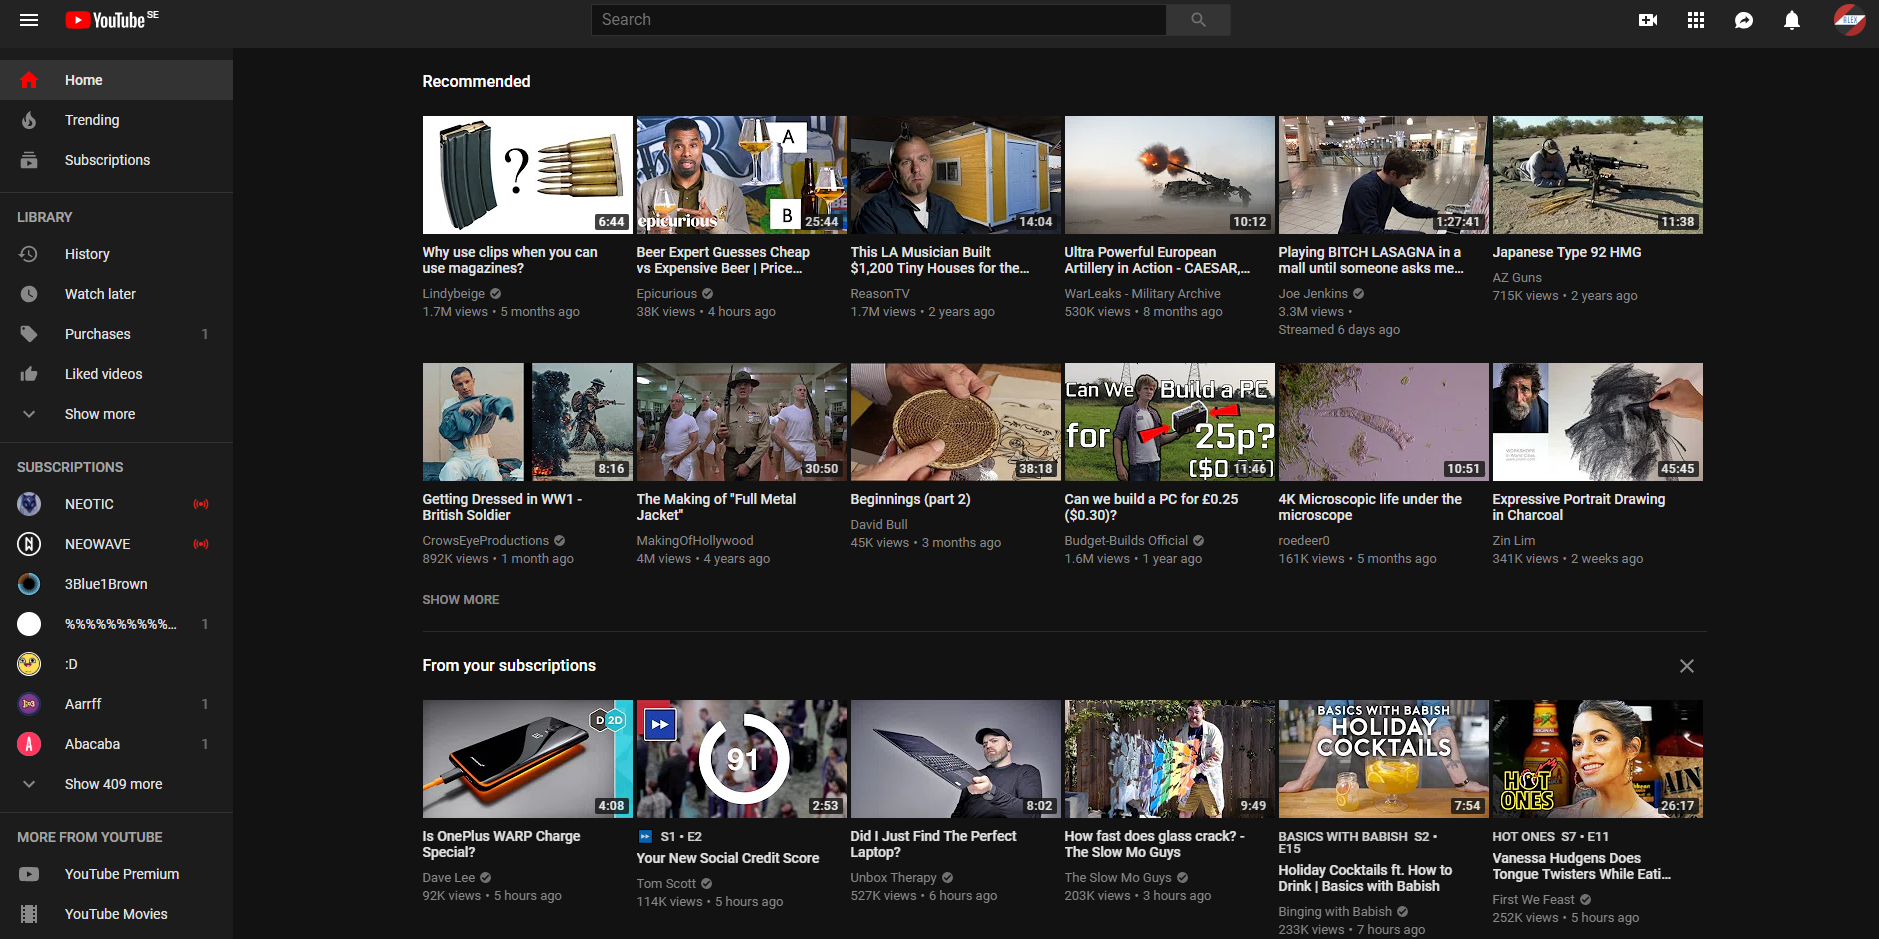 YouTube SE
Search
ALEX
Home
Trending
Subscriptions
LIBRARY
History
Watch later
Purchases 1
Liked videos
Show more
SUBSCRIPTIONS
NEOTIC
NEOWAVE
3Blue1Brown
%%%%%%%%%%... 1
:D
Aarrff 1
Abacaba 1
Show 409 more
MORE FROM YOUTUBE
YouTube Premium
YouTube Movies
Recommended
?
6:44
Why use clips when you can
use magazines?
Lindybeige
1.7M views • 5 months ago
A
B
epicurious
25:44
Beer Expert Guesses Cheap
vs Expensive Beer | Price...
Epicurious
38K views • 4 hours ago
14:04
This LA Musician Built
$1,200 Tiny Houses for the...
ReasonTV
1.7M views • 2 years ago
10:12
Ultra Powerful European
Artillery in Action - CAESAR,...
WarLeaks - Military Archive
530K views • 8 months ago
1:27:41
Playing BITCH LASAGNA in a
mall until someone asks me...
Joe Jenkins
3.3M views •
Streamed 6 days ago
11:38
Japanese Type 92 HMG
AZ Guns
715K views • 2 years ago
8:16
Getting Dressed in WW1 -
British Soldier
CrowsEyeProductions
892K views • 1 month ago
30:50
The Making of "Full Metal
Jacket"
MakingOfHollywood
4M views • 4 years ago
38:18
Beginnings (part 2)
David Bull
45K views • 3 months ago
Can We Build a PC
for 25p?
11:46
Can we build a PC for £0.25
($0.30)?
Budget-Builds Official
1.6M views • 1 year ago
10:51
4K Microscopic life under the
microscope
roedeer0
161K views • 5 months ago
45:45
Expressive Portrait Drawing
in Charcoal
Zin Lim
341K views • 2 weeks ago
SHOW MORE
From your subscriptions
D 2D
4:08
Is OnePlus WARP Charge
Special?
Dave Lee
92K views • 5 hours ago
91
2:53
S1 • E2
Your New Social Credit Score
Tom Scott
114K views • 5 hours ago
8:02
Did I Just Find The Perfect
Laptop?
Unbox Therapy
527K views • 6 hours ago
9:49
How fast does glass crack? -
The Slow Mo Guys
The Slow Mo Guys
203K views • 3 hours ago
BASICS WITH BABISH
HOLIDAY
COCKTAILS
7:54
BASICS WITH BABISH S2 •
E15
Holiday Cocktails ft. How to
Drink | Basics with Babish
Binging with Babish
233K views • 7 hours ago
HOT
ONES
26:17
HOT ONES S7 • E11
Vanessa Hudgens Does
Tongue Twisters While Eati...
First We Feast
252K views • 5 hours ago